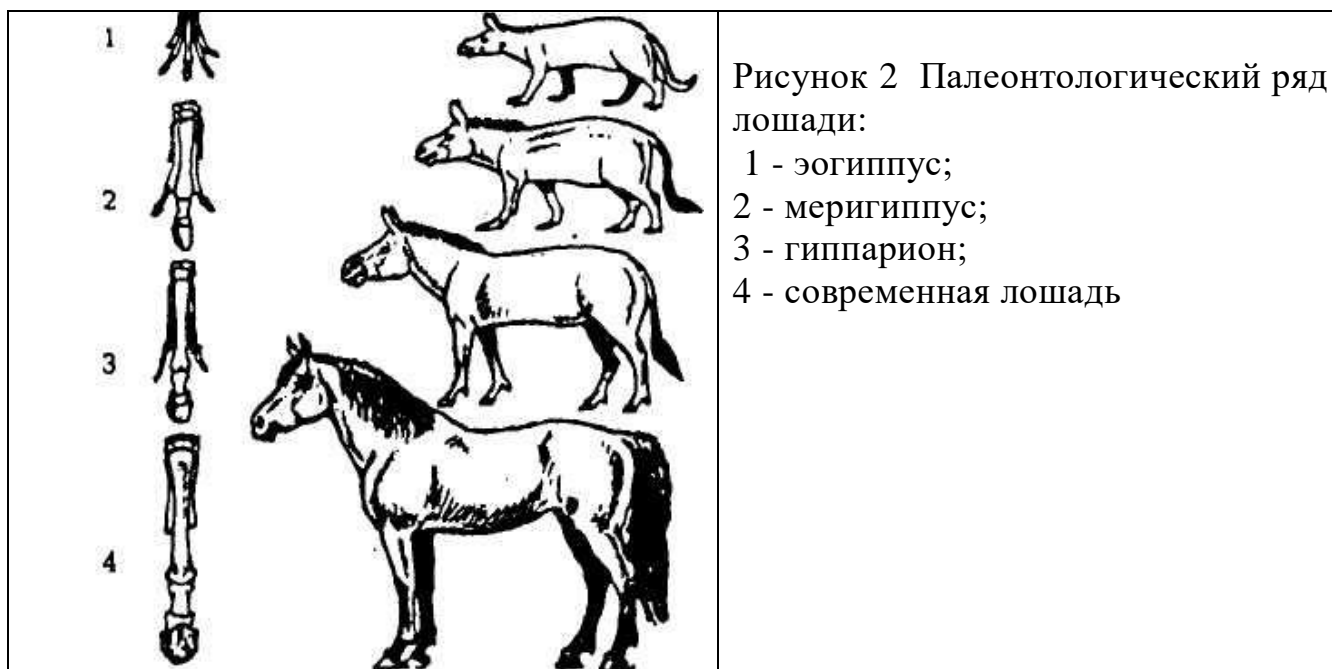 1
2
3
4
Рисунок 2 Палеонтологический ряд
лошади:
1 - эогиппус;
2 - меригиппус;
3 - гиппарион;
4 - современная лошадь